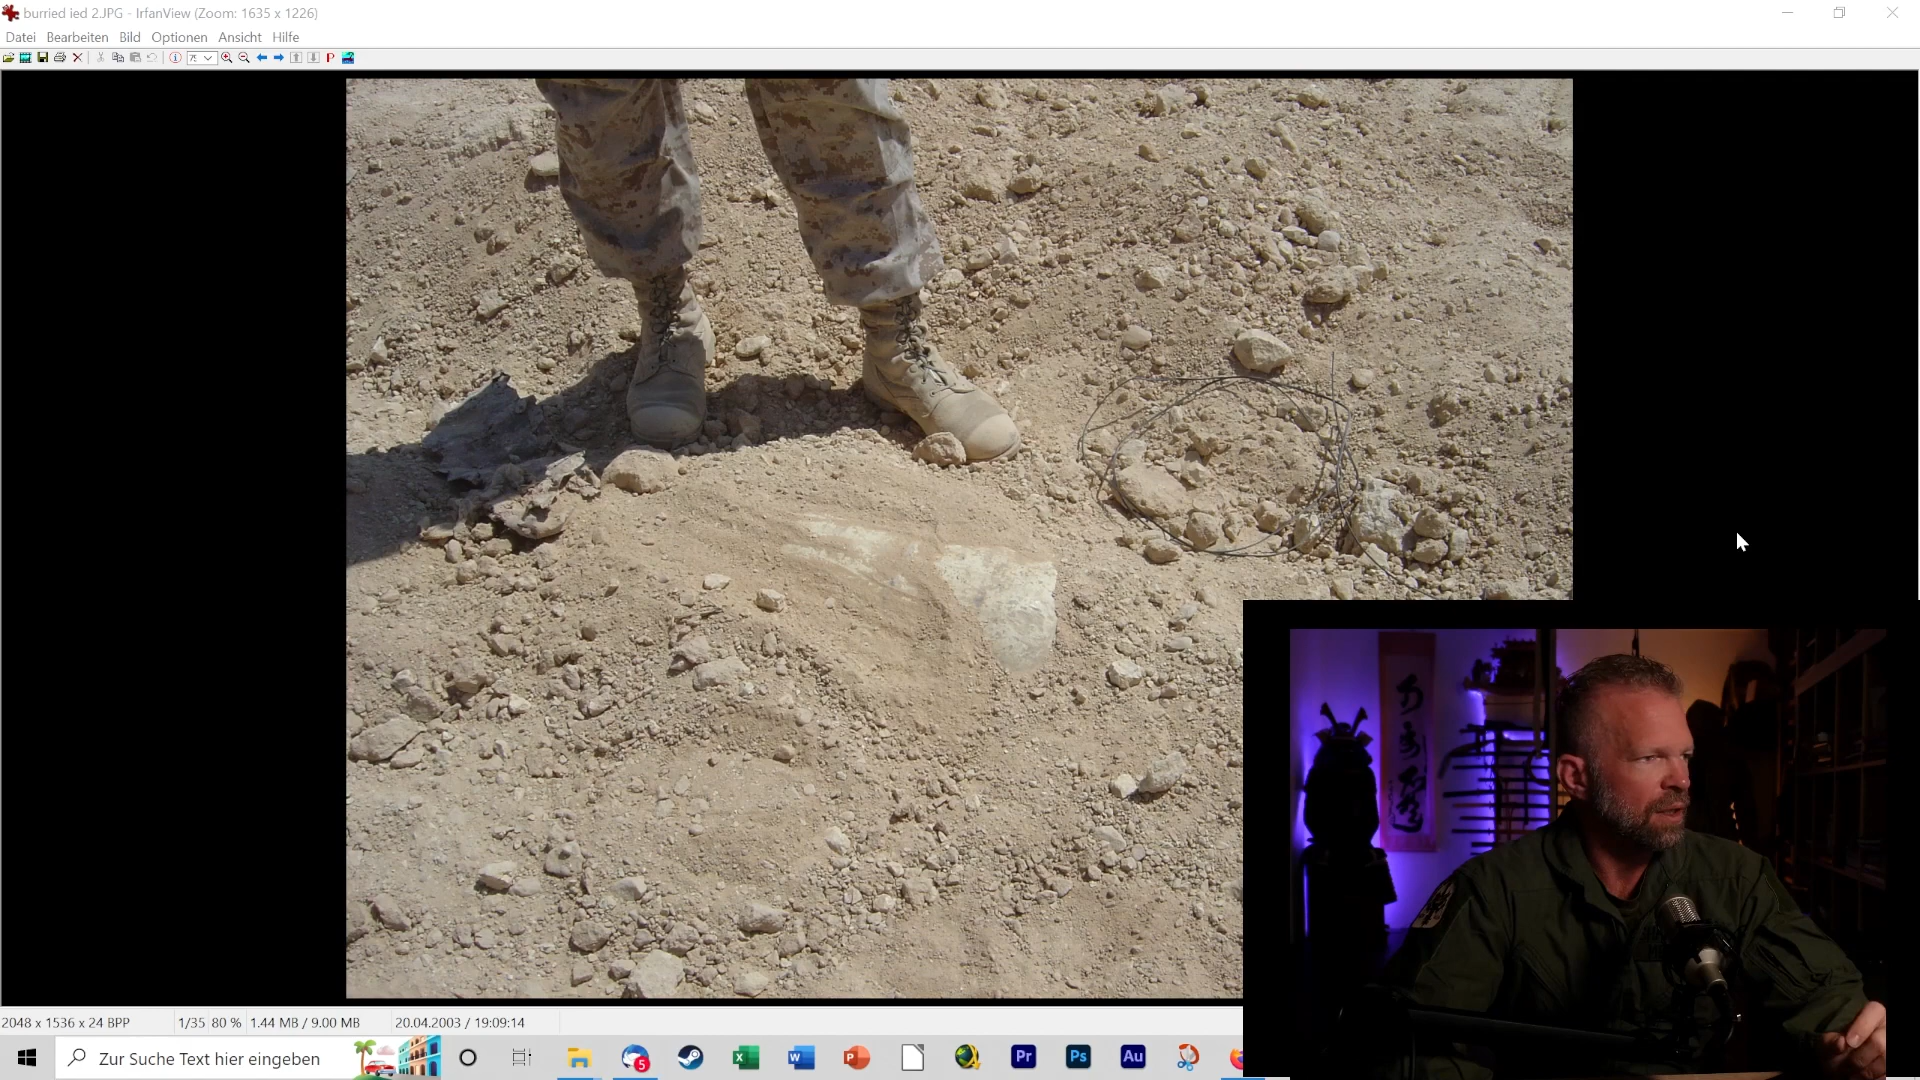 burried ied 2.JPG - IrfanView (Zoom: 1635 x 1226)
Datei Bearbeiten Bild Optionen Ansicht Hilfe
2048 x 1536 x 24 BPP 1/35 80 % 1.44 MB / 9.00 MB 20.04.2003 / 19:09:14
Zur Suche Text hier eingeben
5
X
W
P
Pr
Ps
Au